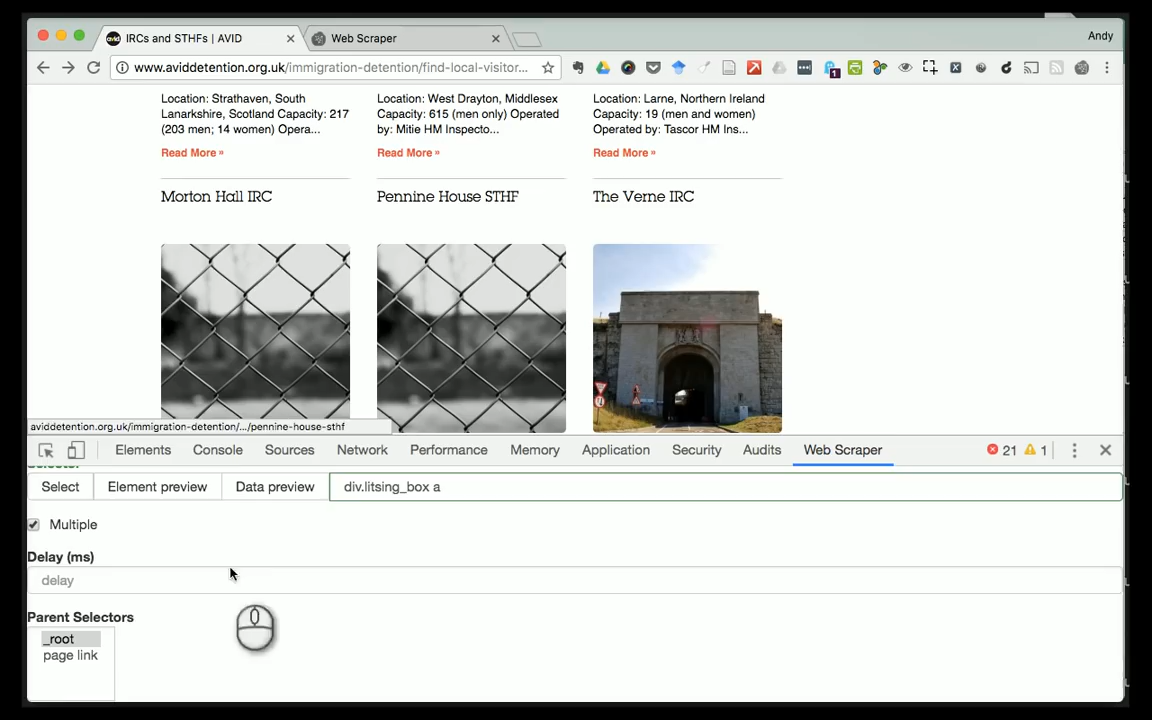 IRCs and STHFs | AVID
Web Scraper
Andy
www.aviddetention.org.uk/immigration-detention/find-local-visitor...
1
Location: Strathaven, South
Lanarkshire, Scotland Capacity: 217
(203 men; 14 women) Opera...
Read More »
Location: West Drayton, Middlesex
Capacity: 615 (men only) Operated
by: Mitie HM Inspecto...
Read More »
Location: Larne, Northern Ireland
Capacity: 19 (men and women)
Operated by: Tascor HM Ins...
Read More »
Morton Hall IRC
Pennine House STHF
The Verne IRC
aviddetention.org.uk/immigration-detention/.../pennine-house-sthf
Elements Console Sources Network Performance Memory Application Security Audits Web Scraper 21 1
Selector
Select Element preview Data preview div.litsing_box a
Multiple
Delay (ms)
delay
Parent Selectors
_root
page link